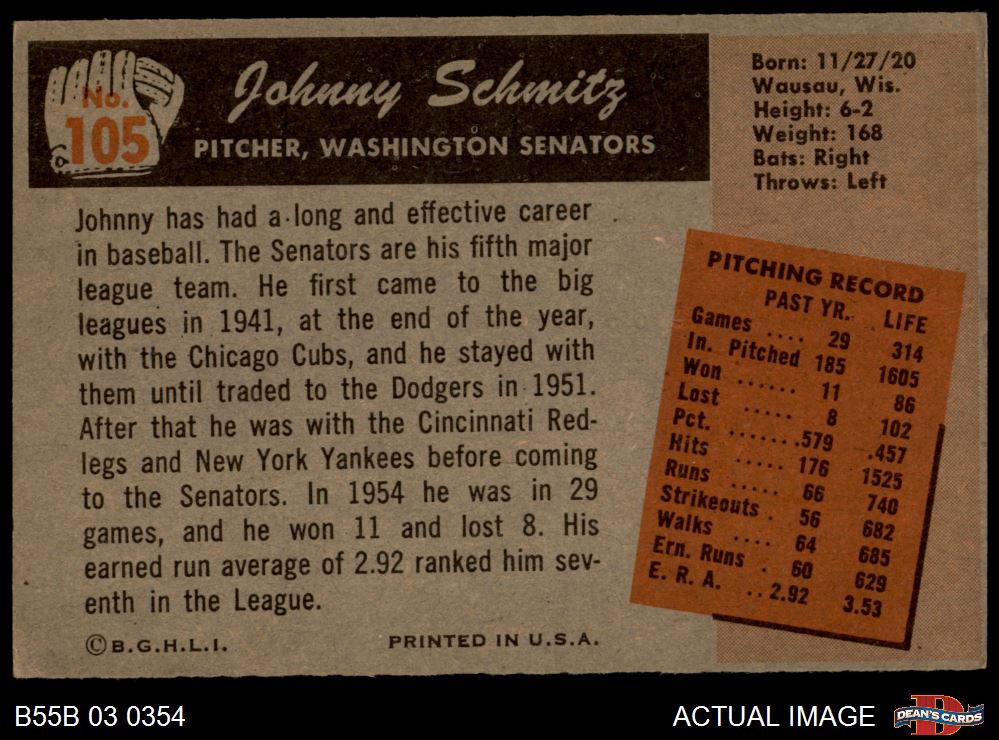 No.
105
Johnny Schmitz
PITCHER, WASHINGTON SENATORS
Born: 11/27/20
Wausau, Wis.
Height: 6-2
Weight: 168
Bats: Right
Throws: Left
Johnny has had a long and effective career
in baseball. The Senators are his fifth major
league team. He first came to the big
leagues in 1941, at the end of the year,
with the Chicago Cubs, and he stayed with
them until traded to the Dodgers in 1951.
After that he was with the Cincinnati Red-
legs and New York Yankees before coming
to the Senators. In 1954 he was in 29
games, and he won 11 and lost 8. His
earned run average of 2.92 ranked him sev-
enth in the League.
PITCHING RECORD
PAST YR. LIFE
Games .... 29 314
In. Pitched 185 1605
Won ...... 11 86
Lost ..... 8 102
Pct. ....... .579 .457
Hits ..... 176 1525
Runs ..... 66 740
Strikeouts . 56 682
Walks .... 64 685
Ern. Runs . 60 629
E. R. A. .. 2.92 3.53
© B.G.H.L.I.
PRINTED IN U.S.A.
B55B 03 0354
ACTUAL IMAGE
D
DEAN'S CARDS